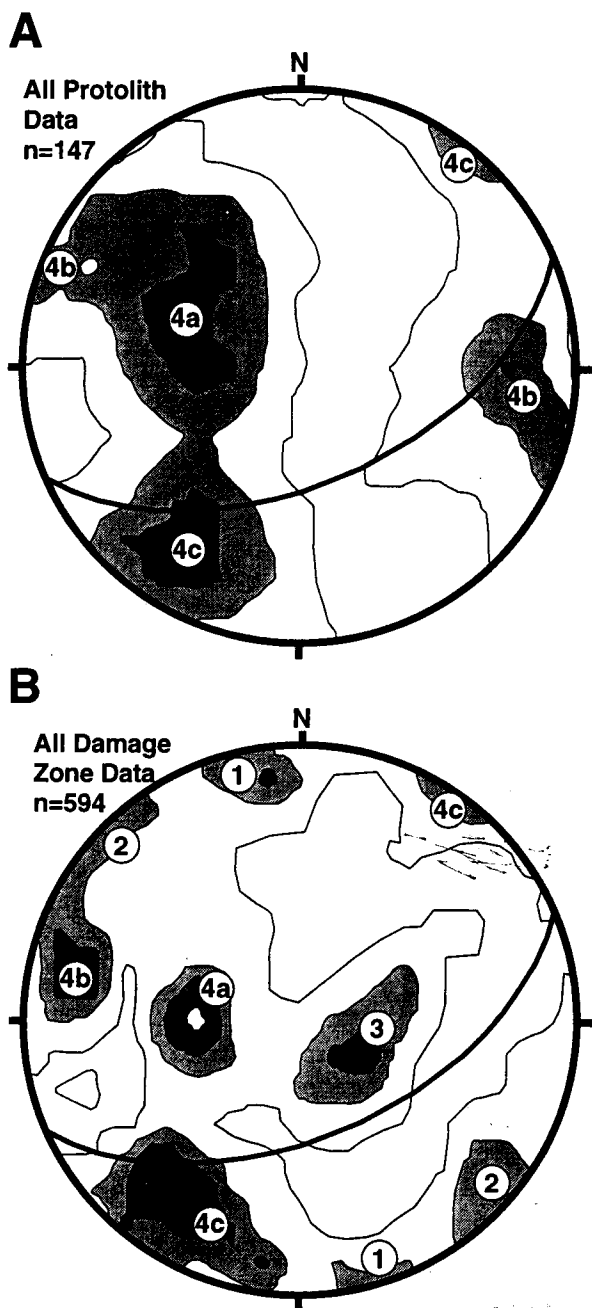 A
All Protolith
Data
n=147
N
4c
4b
4a
4b
4c
B
All Damage
Zone Data
n=594
N
1
4c
2
4b
4a
3
2
4c
1